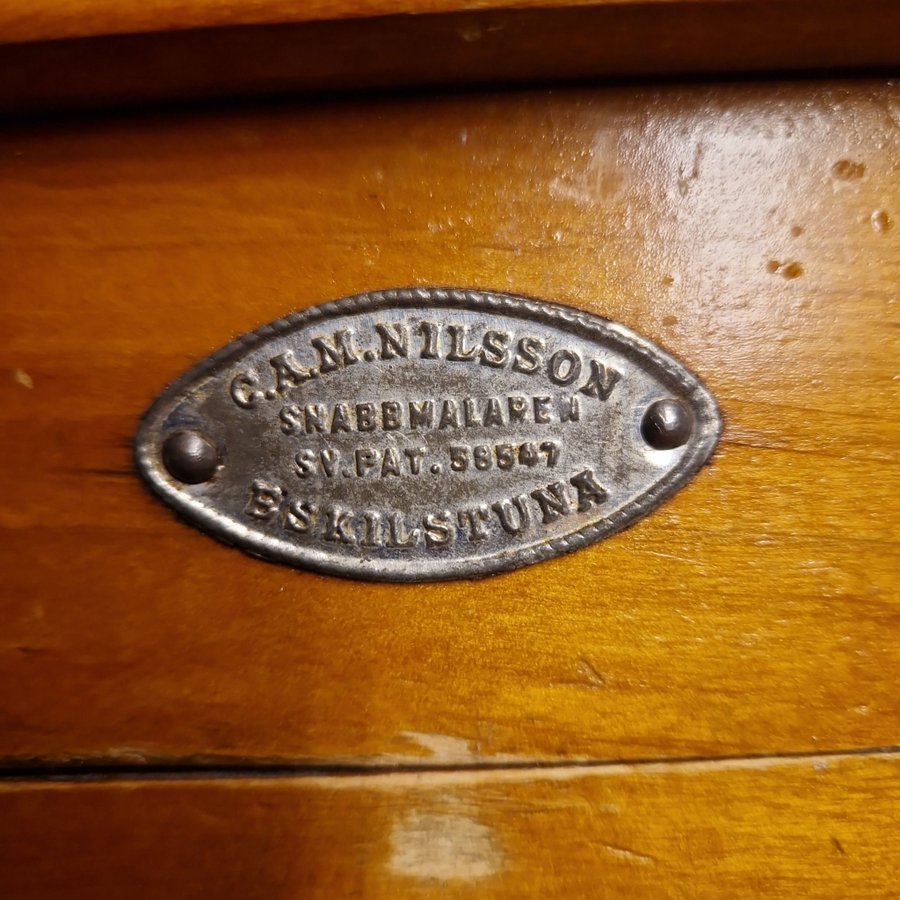 C.A.M.NILSSON
SNABBMALAREN
SV.PAT.58547
ESKILSTUNA